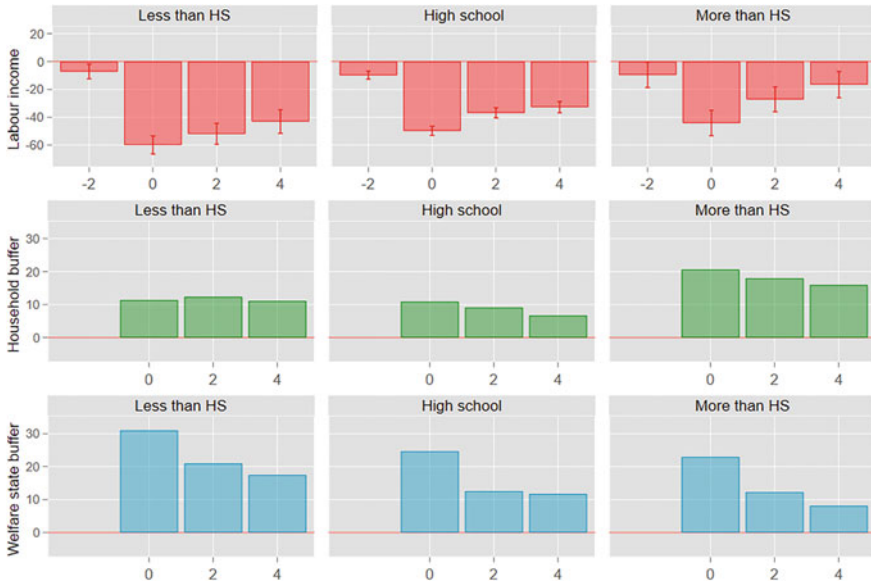 Less than HS High school More than HS
Labour income
20
0
-20
-40
-60
-2 0 2 4 -2 0 2 4 -2 0 2 4
Less than HS High school More than HS
Household buffer
30
20
10
0
0 2 4 0 2 4 0 2 4
Less than HS High school More than HS
Welfare state buffer
30
20
10
0
0 2 4 0 2 4 0 2 4